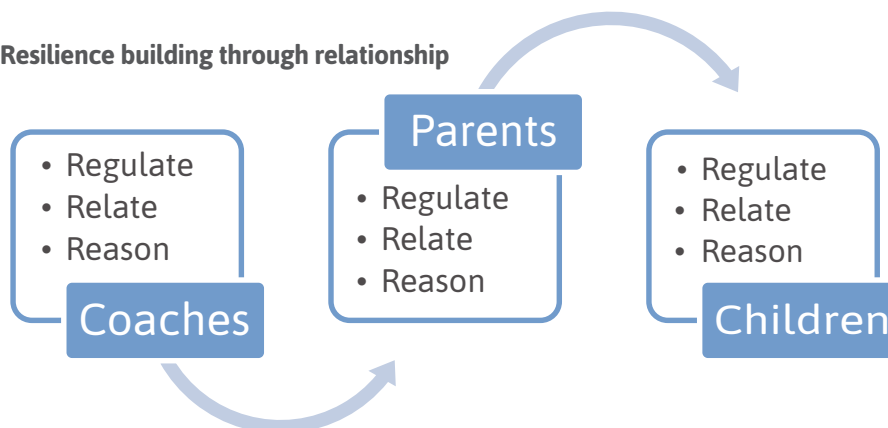 Resilience building through relationship
• Regulate
• Relate
• Reason
Coaches
Parents
• Regulate
• Relate
• Reason
• Regulate
• Relate
• Reason
Children